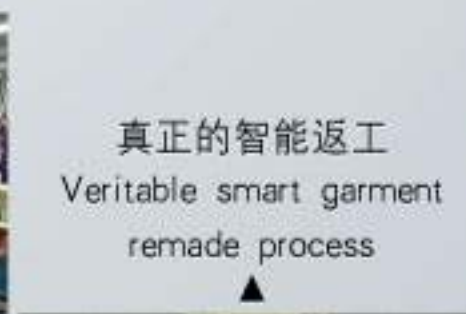 真正的智能返工
Veritable smart garment
remade process
▲